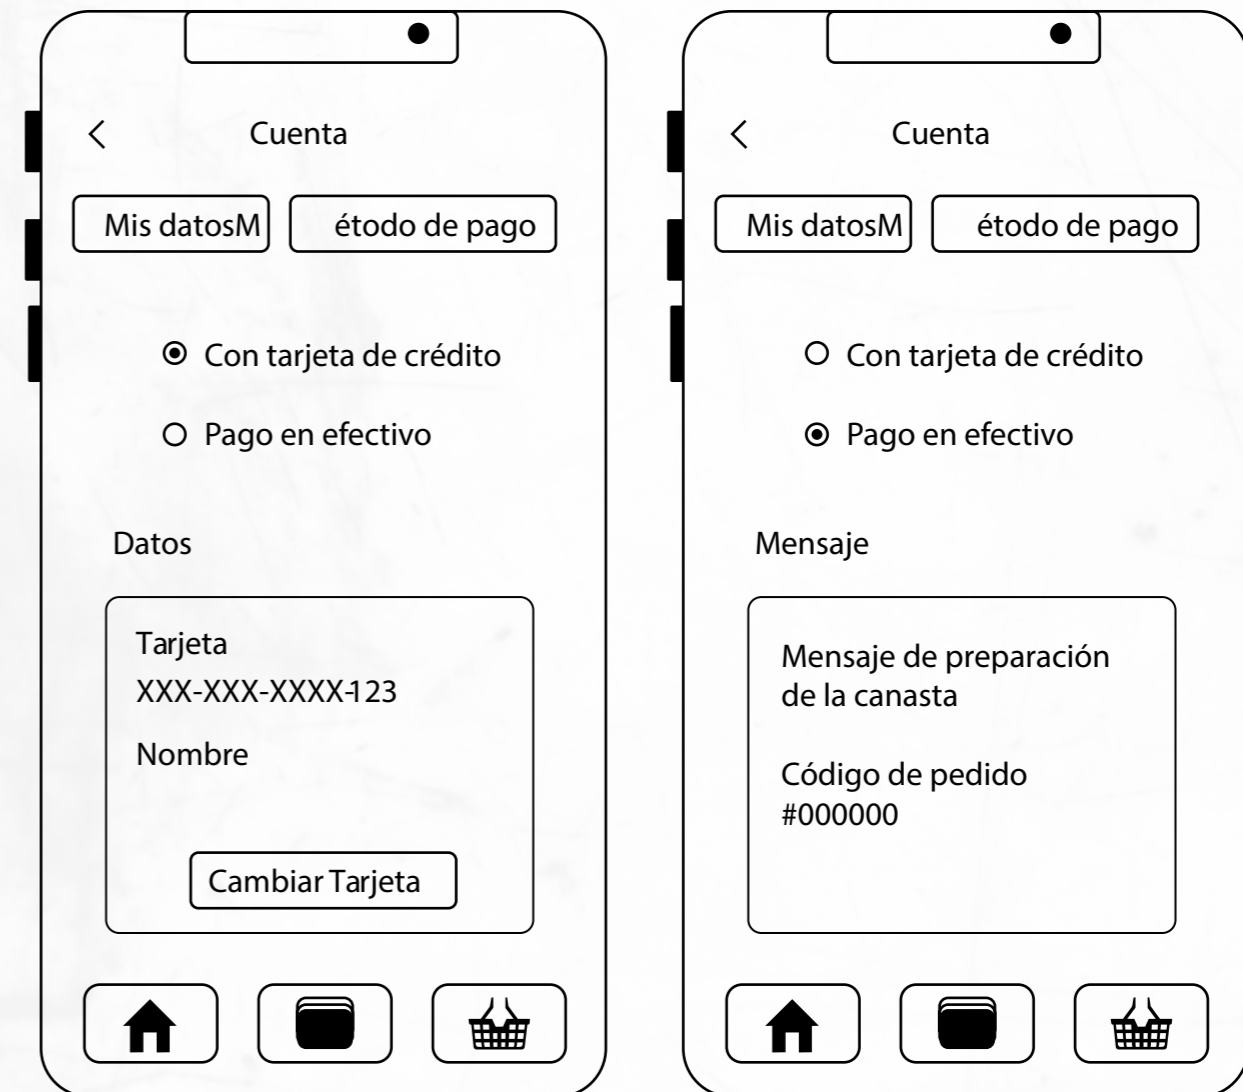 Cuenta
Mis datosM étodo de pago
Con tarjeta de crédito
Pago en efectivo
Datos
Tarjeta
XXX-XXX-XXXX-123
Nombre
Cambiar Tarjeta
Cuenta
Mis datosM étodo de pago
Con tarjeta de crédito
Pago en efectivo
Mensaje
Mensaje de preparación
de la canasta
Código de pedido
#000000